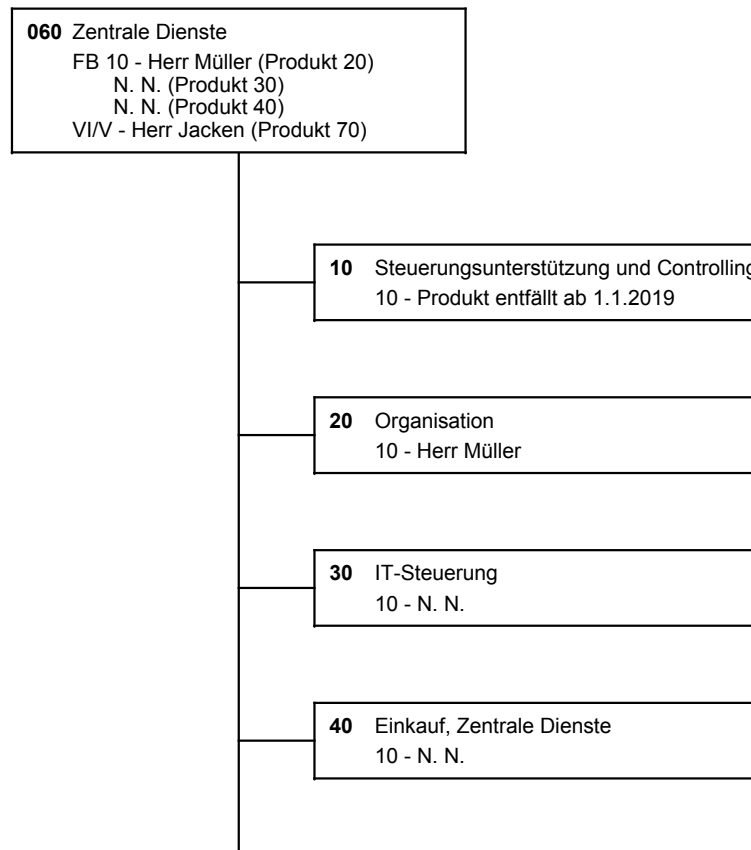 060 Zentrale Dienste
FB 10 - Herr Müller (Produkt 20)
N. N. (Produkt 30)
N. N. (Produkt 40)
VI/V - Herr Jacken (Produkt 70)
10 Steuerungsunterstützung und Controlling
10 - Produkt entfällt ab 1.1.2019
20 Organisation
10 - Herr Müller
30 IT-Steuerung
10 - N. N.
40 Einkauf, Zentrale Dienste
10 - N. N.